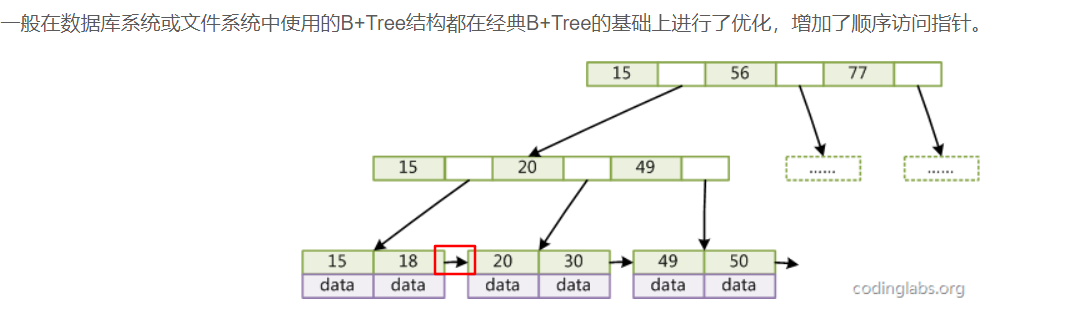 一般在数据库系统或文件系统中使用的B+Tree结构都在经典B+Tree的基础上进行了优化，增加了顺序访问指针。
15 56 77
15 20 49 ...... ......
15 18 20 30 49 50
data data data data data data
codinglabs.org